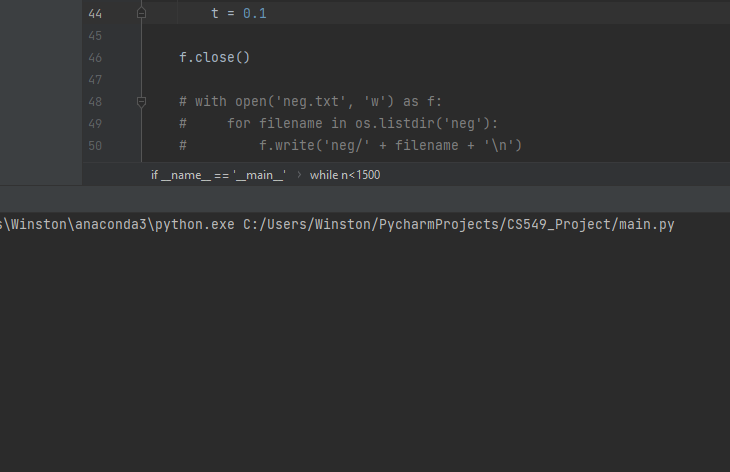 44 t = 0.1
45
46 f.close()
47
48 # with open('neg.txt', 'w') as f:
49 # for filename in os.listdir('neg'):
50 # f.write('neg/' + filename + '\n')
if __name__ == '__main__' › while n<1500
\Winston\anaconda3\python.exe C:/Users/Winston/PycharmProjects/CS549_Project/main.py